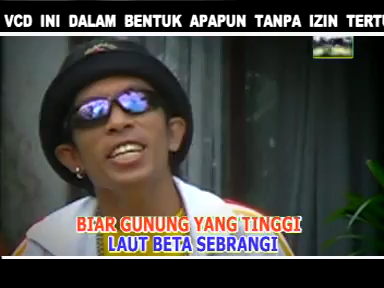 VCD INI DALAM BENTUK APAPUN TANPA IZIN TERTU
BIAR GUNUNG YANG TINGGI
LAUT BETA SEBRANGI